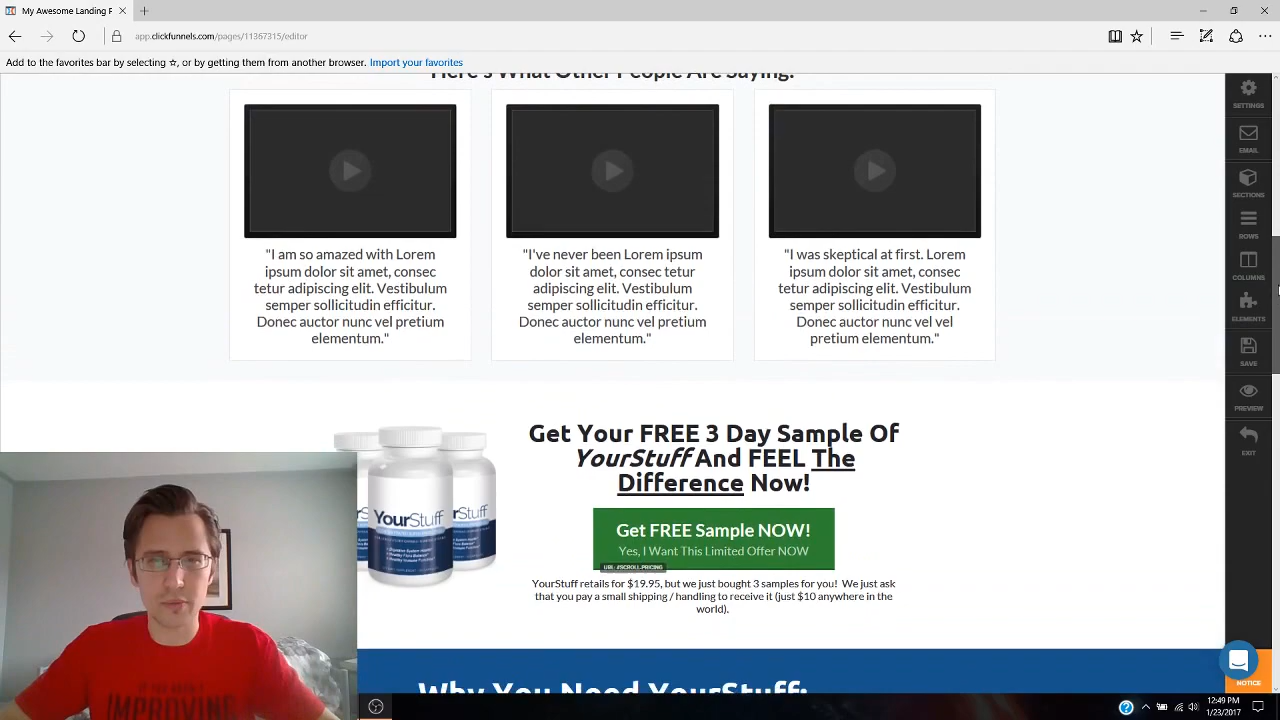 My Awesome Landing P
app.clickfunnels.com/pages/11367315/editor
Add to the favorites bar by selecting ☆, or by getting them from another browser. Import your favorites
Here's What Other People Are Saying:
"I am so amazed with Lorem
ipsum dolor sit amet, consec
tetur adipiscing elit. Vestibulum
semper sollicitudin efficitur.
Donec auctor nunc vel pretium
elementum."
"I've never been Lorem ipsum
dolor sit amet, consec tetur
adipiscing elit. Vestibulum
semper sollicitudin efficitur.
Donec auctor nunc vel pretium
elementum."
"I was skeptical at first. Lorem
ipsum dolor sit amet, consec
tetur adipiscing elit. Vestibulum
semper sollicitudin efficitur.
Donec auctor nunc vel vel
pretium elementum."
SETTINGS
EMAIL
SECTIONS
ROWS
COLUMNS
ELEMENTS
SAVE
PREVIEW
EXIT
Get Your FREE 3 Day Sample Of
YourStuff And FEEL The
Difference Now!
YourStuff
Get FREE Sample NOW!
Yes, I Want This Limited Offer NOW
URL: #SCROLL-PRICING
YourStuff retails for $19.95, but we just bought 3 samples for you! We just ask
that you pay a small shipping / handling to receive it (just $10 anywhere in the
world).
Why You Need YourStuff:
IMPROVING
NOTICE
12:49 PM
1/23/2017